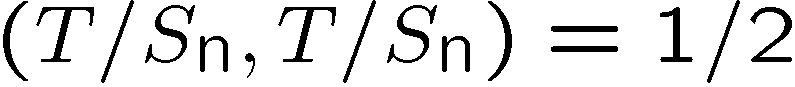 (T/Sn, T/Sn) = 1/2